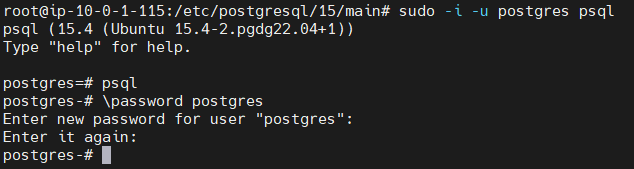 root@ip-10-0-1-115:/etc/postgresql/15/main# sudo -i -u postgres psql
psql (15.4 (Ubuntu 15.4-2.pgdg22.04+1))
Type "help" for help.

postgres=# psql
postgres-# \password postgres
Enter new password for user "postgres":
Enter it again:
postgres-#